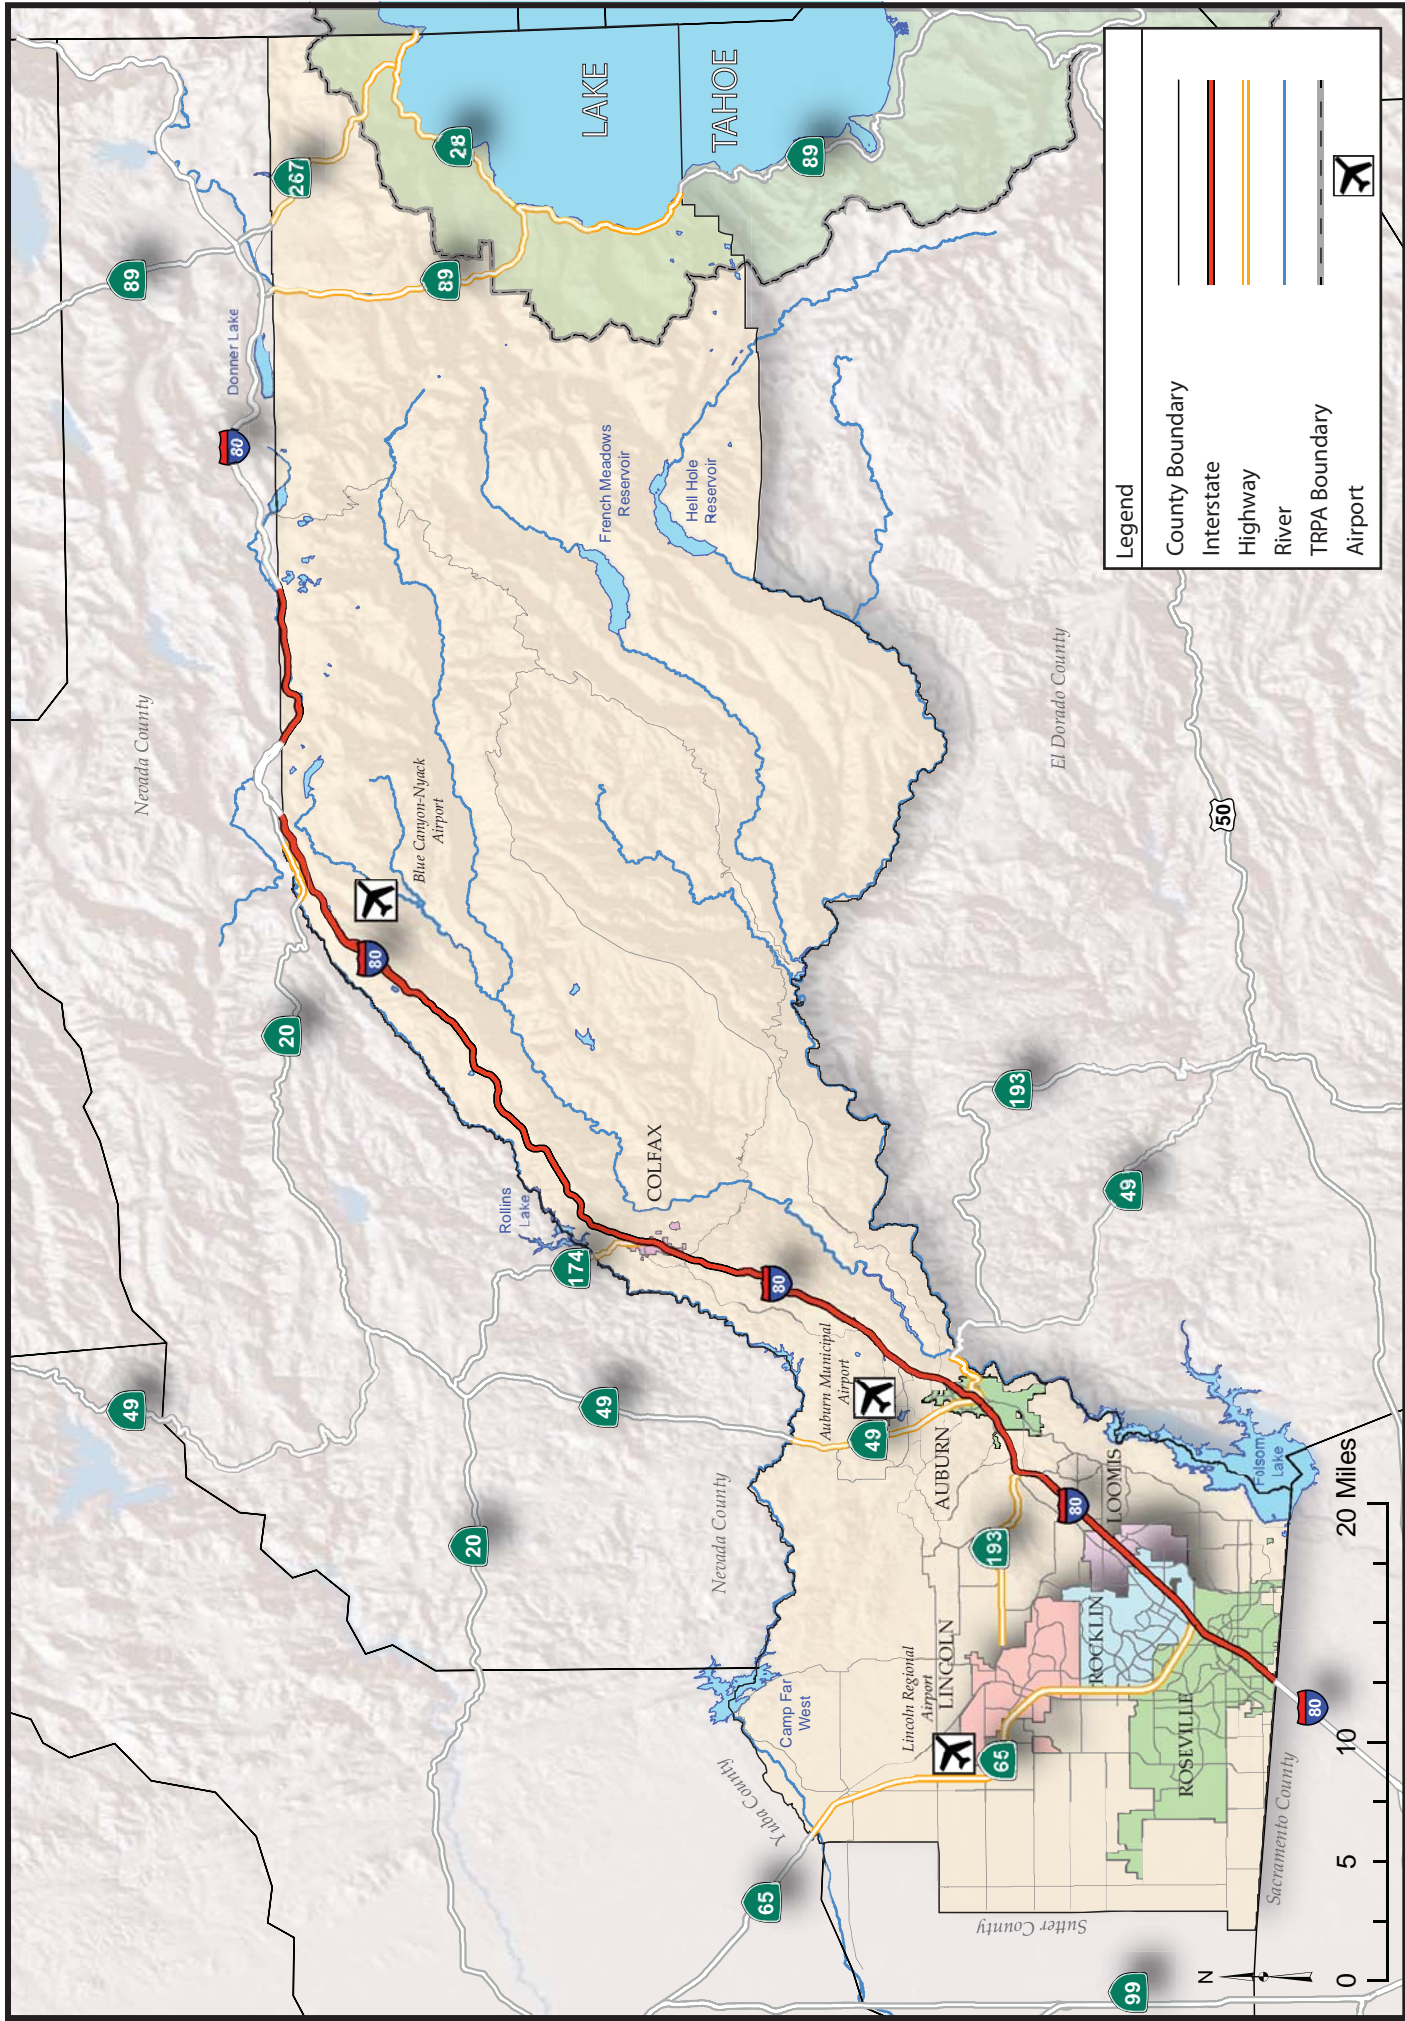 89
267
28
LAKE
TAHOE
89
89
Donner Lake
80
French Meadows
Reservoir
Hell Hole
Reservoir
Nevada County
Blue Canyon-Nyack
Airport
80
20
El Dorado County
50
193
49
COLFAX
Rollins
Lake
174
80
49
49
20
Nevada County
Auburn Municipal
Airport
49
AUBURN
193
80
LOOMIS
Folsom
Lake
Camp Far
West
Yuba County
Lincoln Regional
Airport
LINCOLN
65
65
ROCKLIN
ROSEVILLE
80
Sacramento County
Sutter County
99
N
0 5 10 20 Miles
Legend
County Boundary
Interstate
Highway
River
TRPA Boundary
Airport